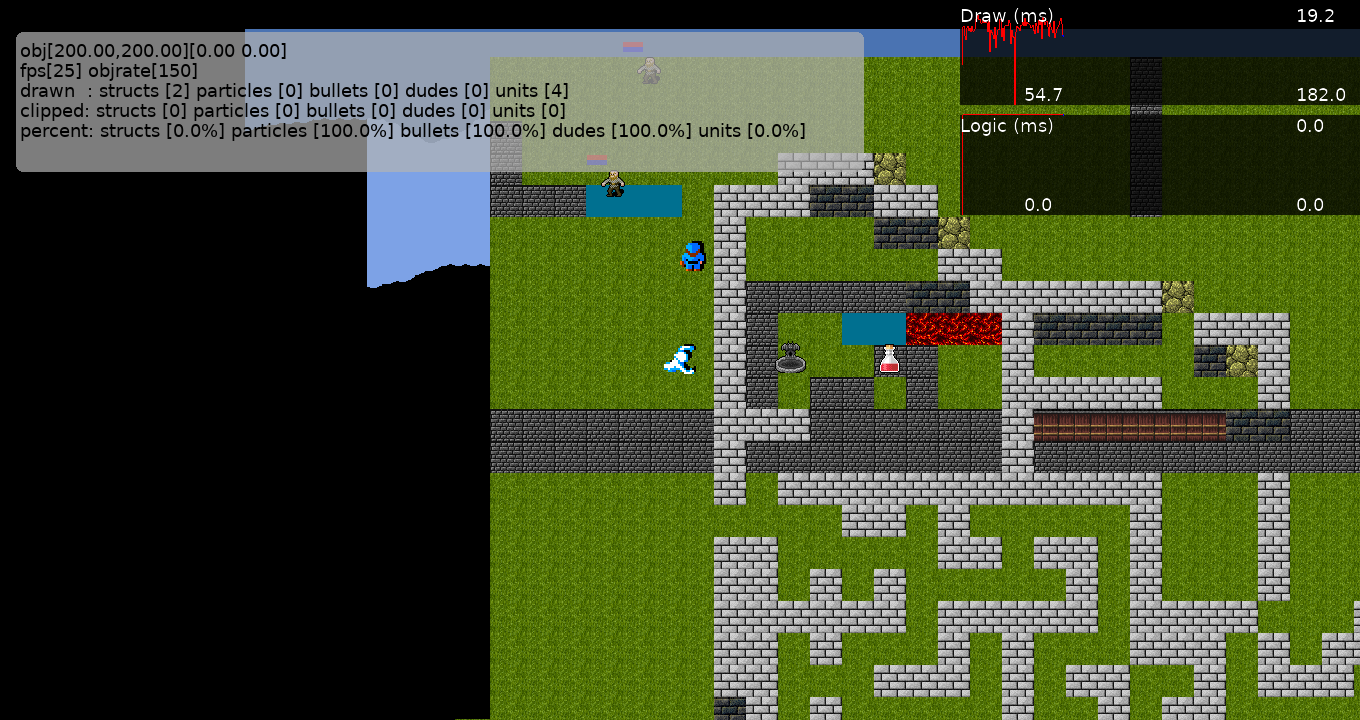 obj[200.00,200.00][0.00 0.00]
fps[25] objrate[150]
drawn  : structs [2] particles [0] bullets [0] dudes [0] units [4]
clipped: structs [0] particles [0] bullets [0] dudes [0] units [0]
percent: structs [0.0%] particles [100.0%] bullets [100.0%] dudes [100.0%] units [0.0%]
Draw (ms) 19.2
54.7 182.0
Logic (ms) 0.0
0.0 0.0